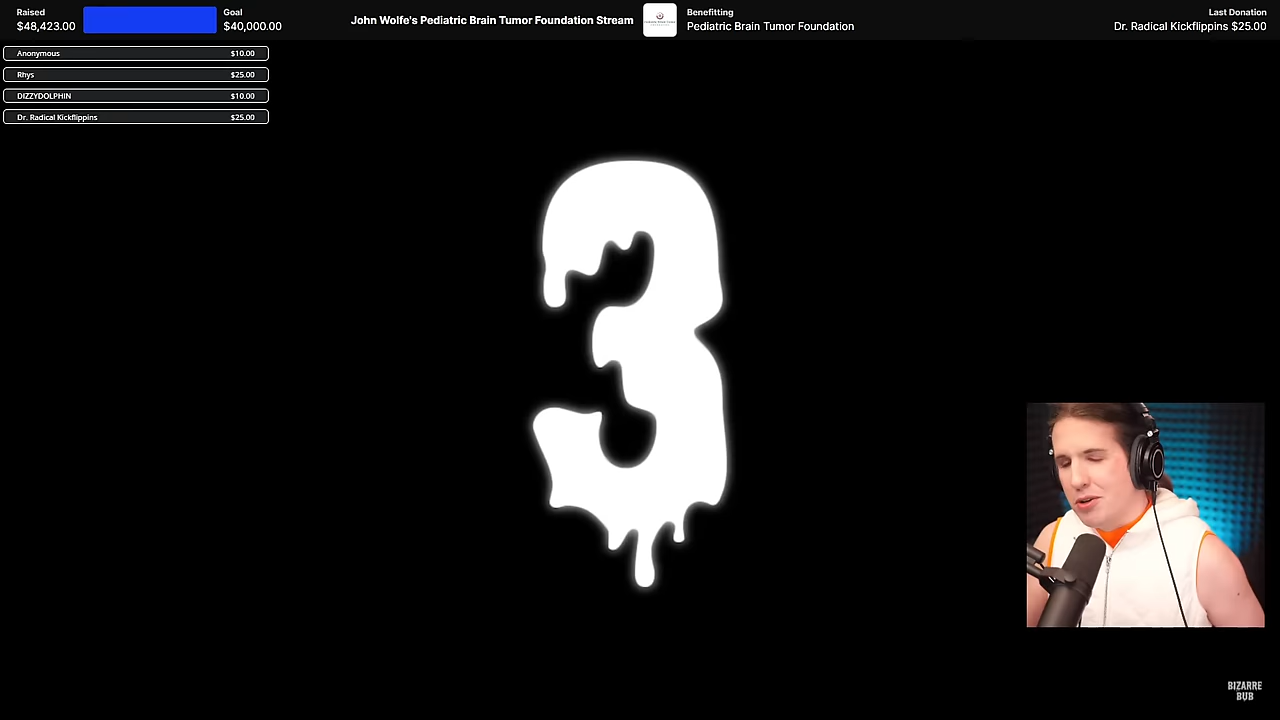 Raised
$48,423.00
Goal
$40,000.00
John Wolfe's Pediatric Brain Tumor Foundation Stream
Benefitting
Pediatric Brain Tumor Foundation
Last Donation
Dr. Radical Kickflippins $25.00
Anonymous $10.00
Rhys $25.00
DIZZYDOLPHIN $10.00
Dr. Radical Kickflippins $25.00
3
BIZARRE
BUB